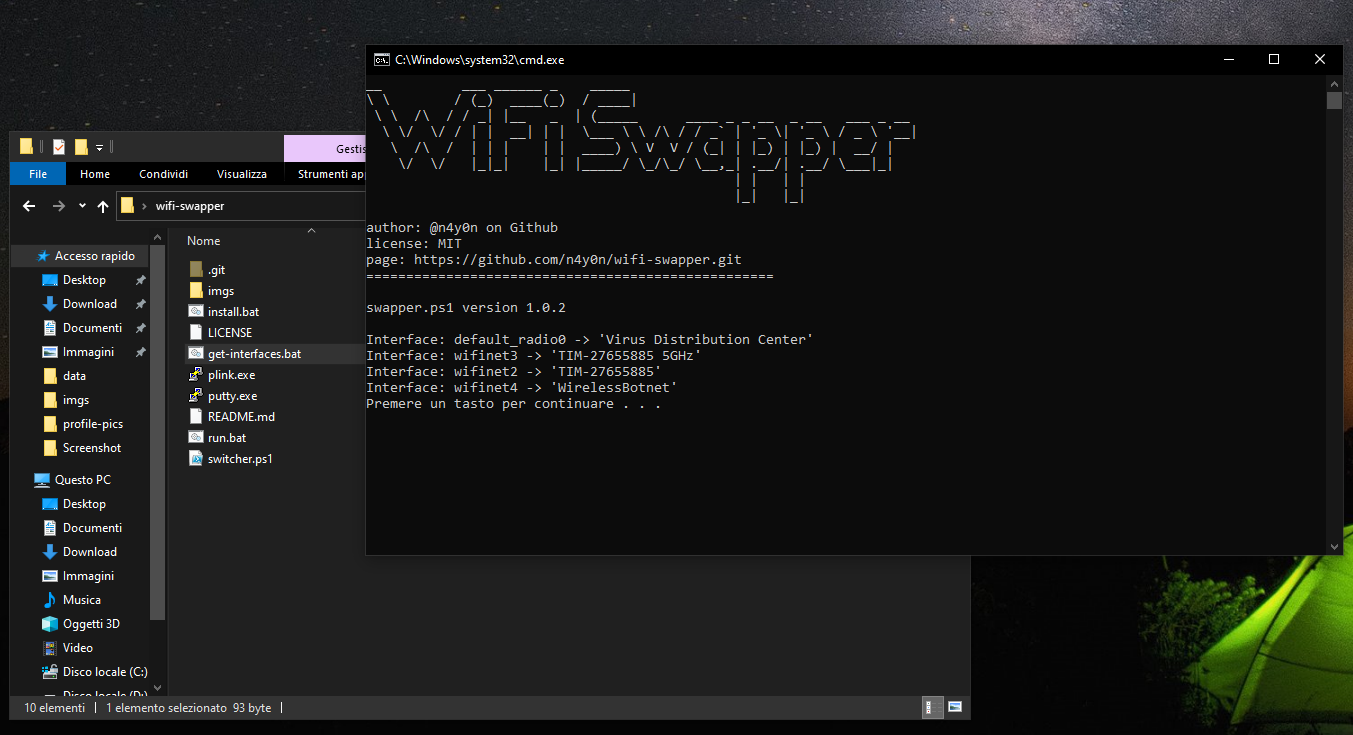 C:\Windows\system32\cmd.exe
WiFi Swapper
author: @n4y0n on Github
license: MIT
page: https://github.com/n4y0n/wifi-swapper.git
================================================
swapper.ps1 version 1.0.2
Interface: default_radio0 -> 'Virus Distribution Center'
Interface: wifinet3 -> 'TIM-27655885 5GHz'
Interface: wifinet2 -> 'TIM-27655885'
Interface: wifinet4 -> 'WirelessBotnet'
Premere un tasto per continuare . . .
Gestis
File Home Condividi Visualizza Strumenti app
wifi-swapper
Accesso rapido
Desktop
Download
Documenti
Immagini
data
imgs
profile-pics
Screenshot
Questo PC
Desktop
Documenti
Download
Immagini
Musica
Oggetti 3D
Video
Disco locale (C:)
Disco locale (D:)
Nome
.git
imgs
install.bat
LICENSE
get-interfaces.bat
plink.exe
putty.exe
README.md
run.bat
switcher.ps1
10 elementi 1 elemento selezionato 93 byte